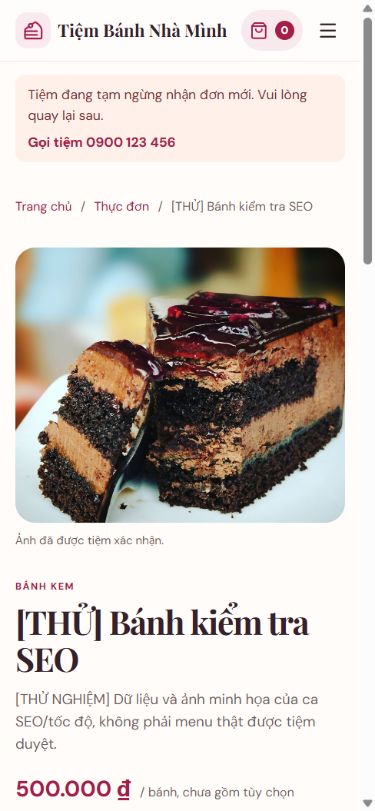 Tiệm Bánh Nhà Mình 0
Tiệm đang tạm ngừng nhận đơn mới. Vui lòng
quay lại sau.
Gọi tiệm 0900 123 456
Trang chủ / Thực đơn / [THỬ] Bánh kiểm tra SEO
Ảnh đã được tiệm xác nhận.
BÁNH KEM
[THỬ] Bánh kiểm tra
SEO
[THỬ NGHIỆM] Dữ liệu và ảnh minh họa của ca
SEO/tốc độ, không phải menu thật được tiệm
duyệt.
500.000 ₫ / bánh, chưa gồm tùy chọn